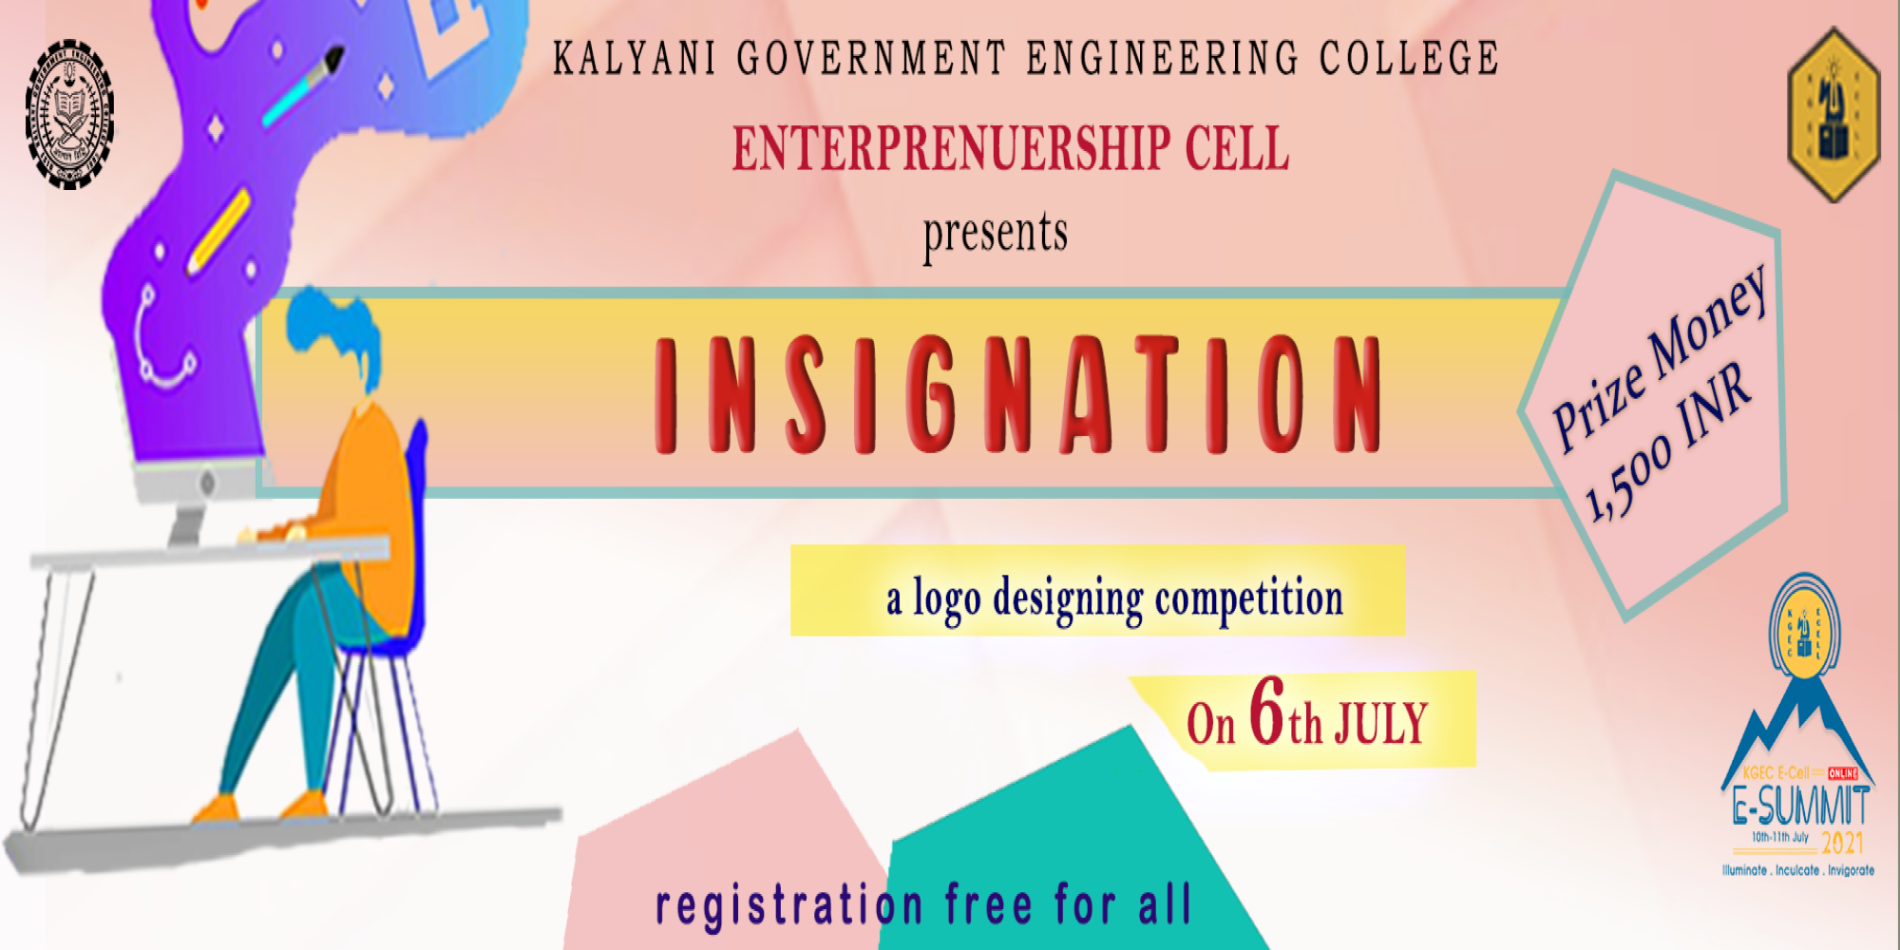 KALYANI GOVERNMENT ENGINEERING COLLEGE
ENTERPRENUERSHIP CELL
presents
INSIGNATION
Prize Money
1,500 INR
a logo designing competition
On 6th JULY
KGEC E-Cell
ONLINE
E-SUMMIT
10th-11th July
2021
Illuminate . Inculcate . Invigorate
registration free for all